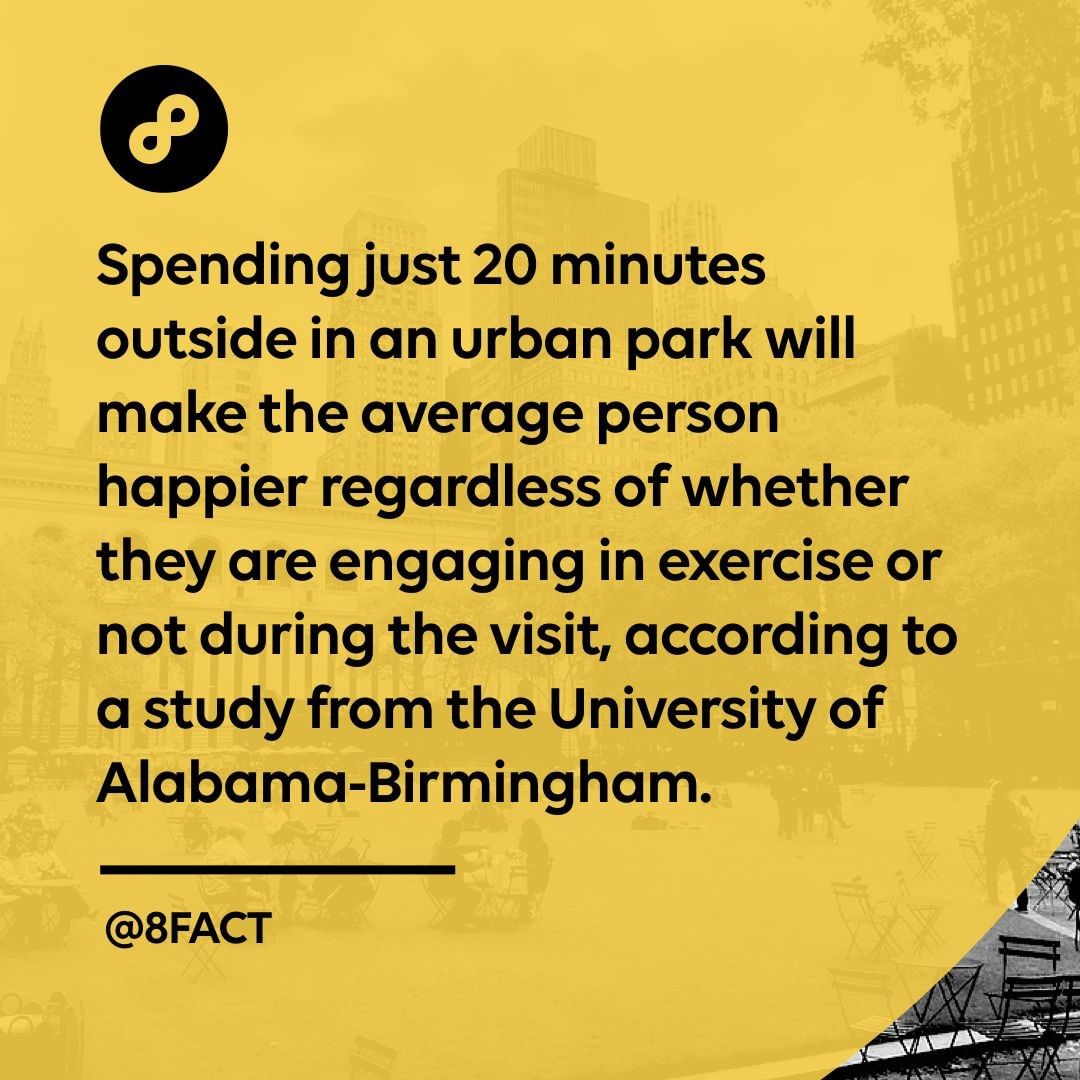 Spending just 20 minutes
outside in an urban park will
make the average person
happier regardless of whether
they are engaging in exercise or
not during the visit, according to
a study from the University of
Alabama-Birmingham.
@8FACT